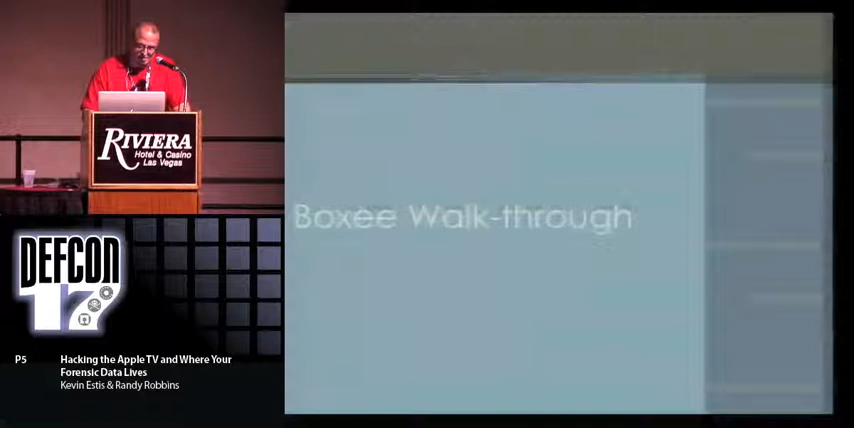 RIVIERA
Hotel & Casino
Las Vegas
Boxee Walk-through
DEFCON
17
P5 Hacking the Apple TV and Where Your
Forensic Data Lives
Kevin Estis & Randy Robbins